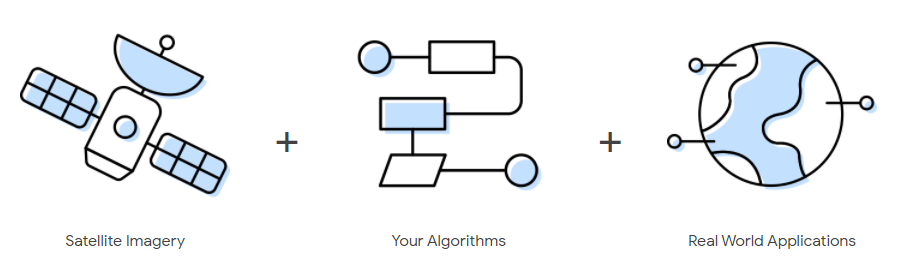 + +
Satellite Imagery Your Algorithms Real World Applications